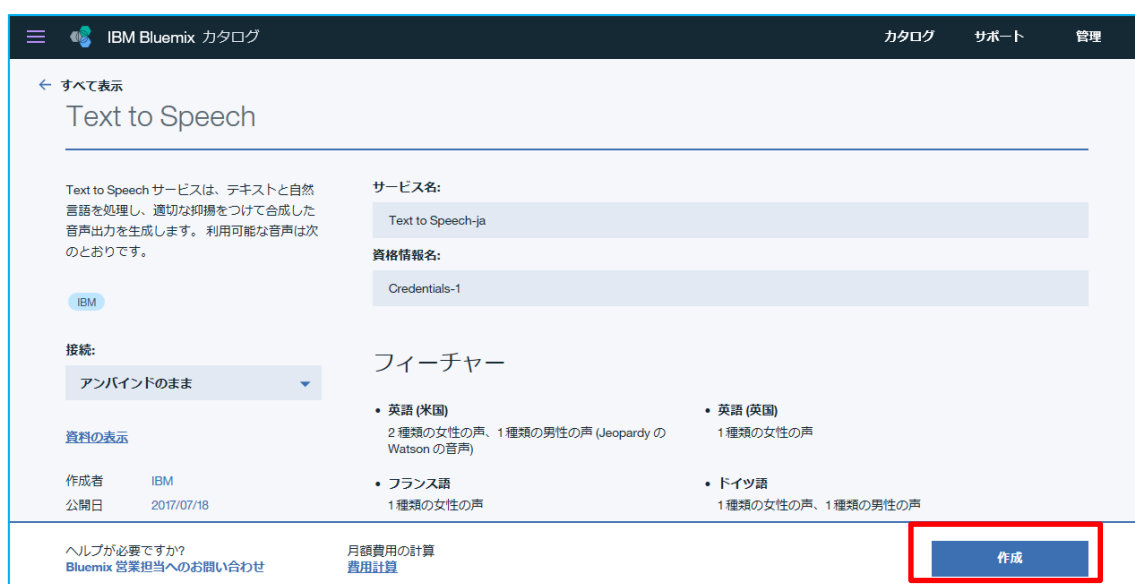 IBM Bluemix カタログ
カタログ
サポート
管理
← すべて表示
Text to Speech
Text to Speech サービスは、テキストと自然
言語を処理し、適切な抑揚をつけて合成した
音声出力を生成します。 利用可能な音声は次
のとおりです。
IBM
接続:
アンバインドのまま
資料の表示
作成者 IBM
公開日 2017/07/18
サービス名:
Text to Speech-ja
資格情報名:
Credentials-1
フィーチャー
• 英語 (米国)
2 種類の女性の声、1 種類の男性の声 (Jeopardy の
Watson の音声)
• 英語 (英国)
1 種類の女性の声
• フランス語
1 種類の女性の声
• ドイツ語
1 種類の女性の声、1 種類の男性の声
ヘルプが必要ですか?
Bluemix 営業担当へのお問い合わせ
月額費用の計算
費用計算
作成